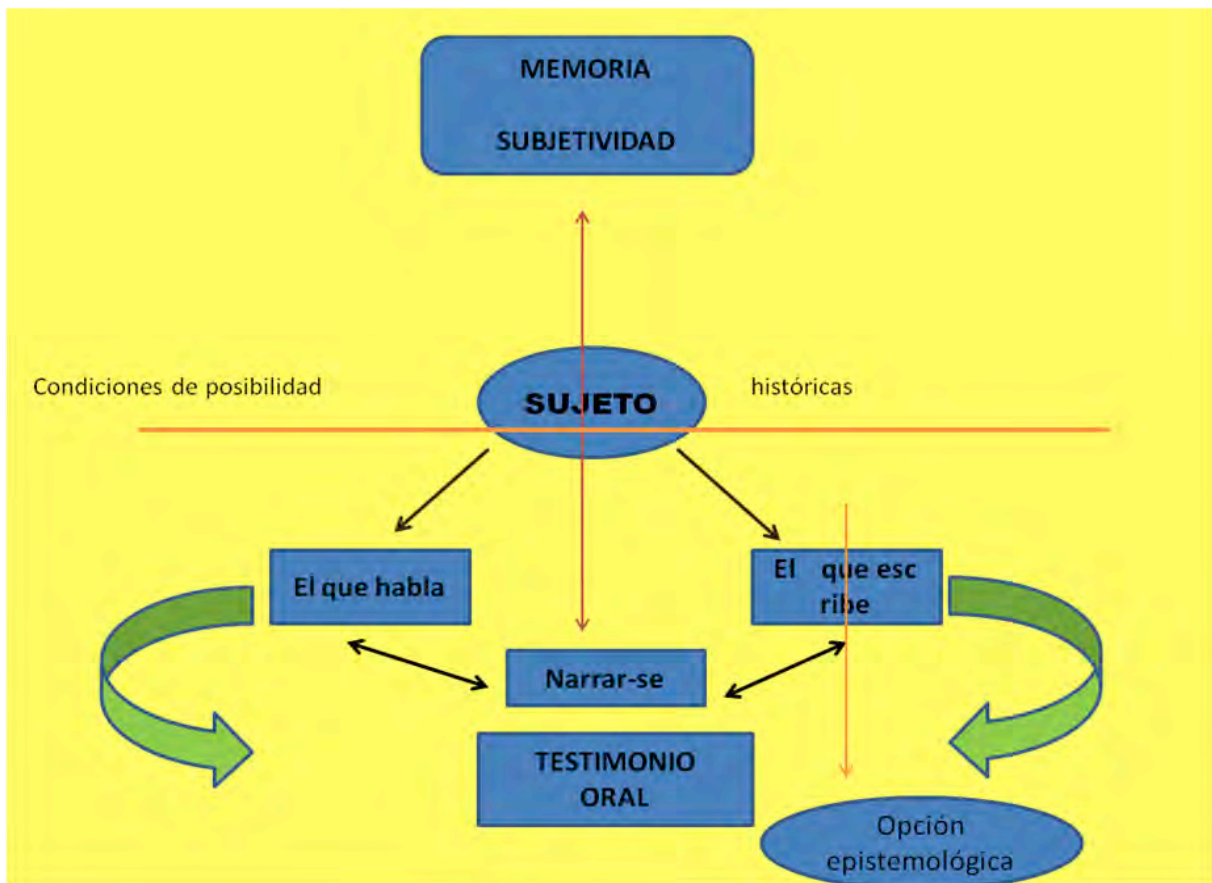 MEMORIA
SUBJETIVIDAD
Condiciones de posibilidad
SUJETO
históricas
El que habla
El que esc
ribe
Narrar-se
TESTIMONIO
ORAL
Opción
epistemológica